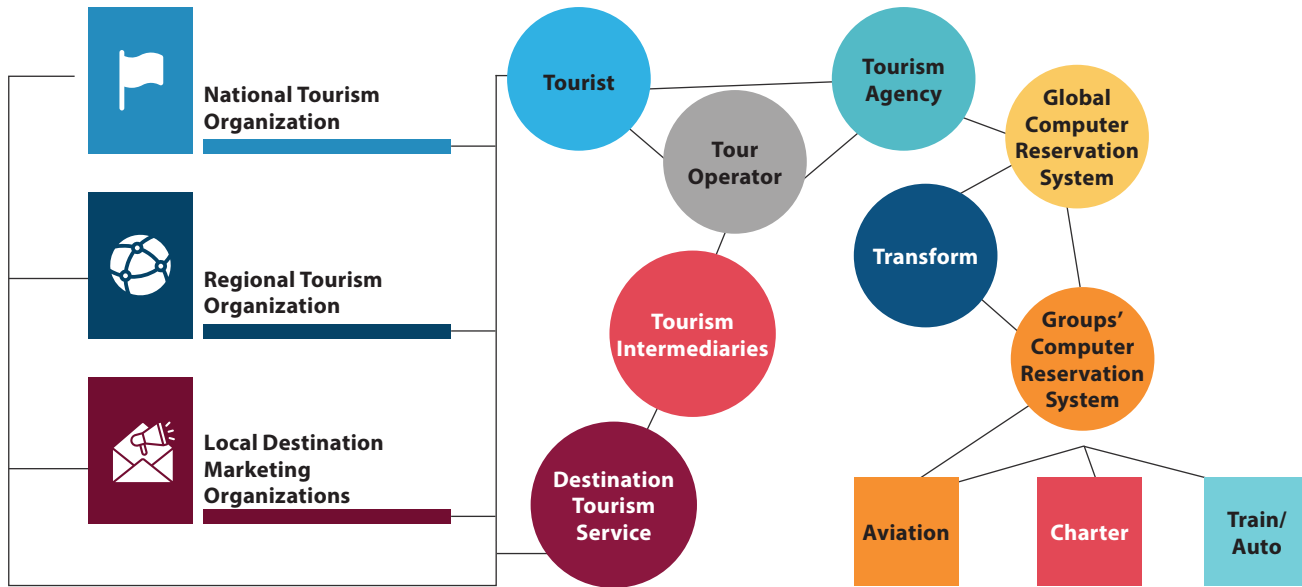 National Tourism
Organization
Regional Tourism
Organization
Local Destination
Marketing
Organizations
Tourist
Tour
Operator
Tourism
Agency
Global
Computer
Reservation
System
Transform
Tourism
Intermediaries
Groups’
Computer
Reservation
System
Destination
Tourism
Service
Aviation
Charter
Train/
Auto